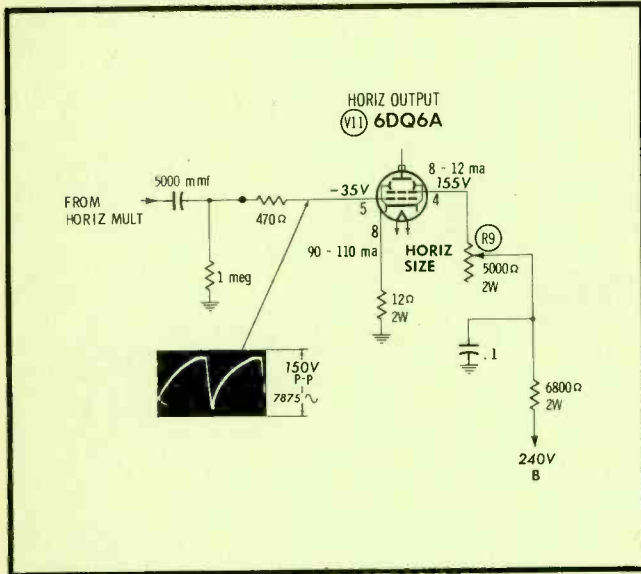 HORIZ OUTPUT
V11 6DQ6A
8 - 12 ma
5000 mmf
-35V
155V
FROM
HORIZ MULT
470Ω
5
4
8
R9
90 - 110 ma
HORIZ
SIZE
5000Ω
2W
1 meg
12Ω
2W
.1
150V
P-P
7875 ∿
6800Ω
2W
240V
B